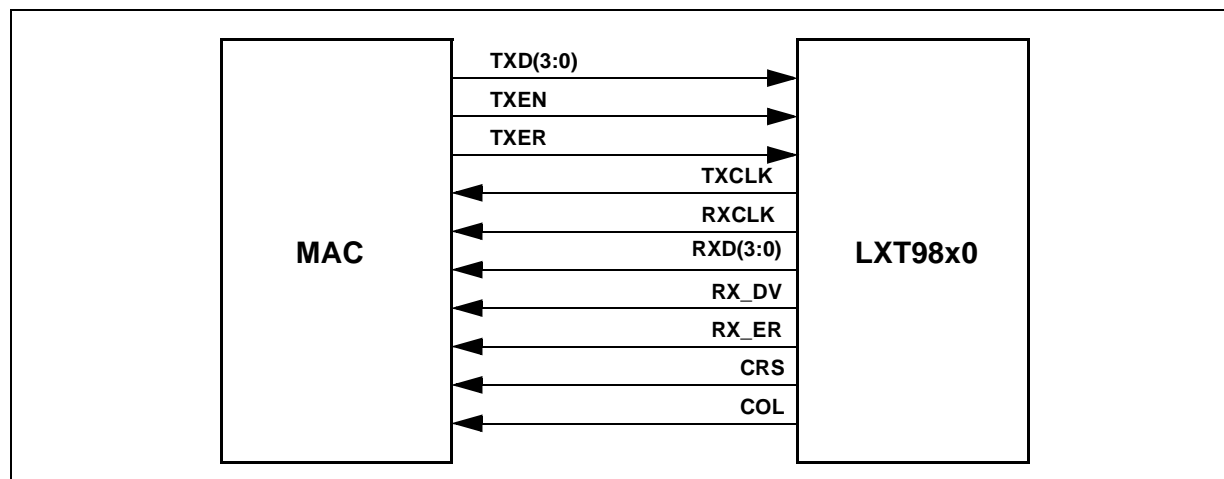 TXD(3:0)
TXEN
TXER
TXCLK
RXCLK
RXD(3:0)
RX_DV
RX_ER
CRS
COL
MAC
LXT98x0